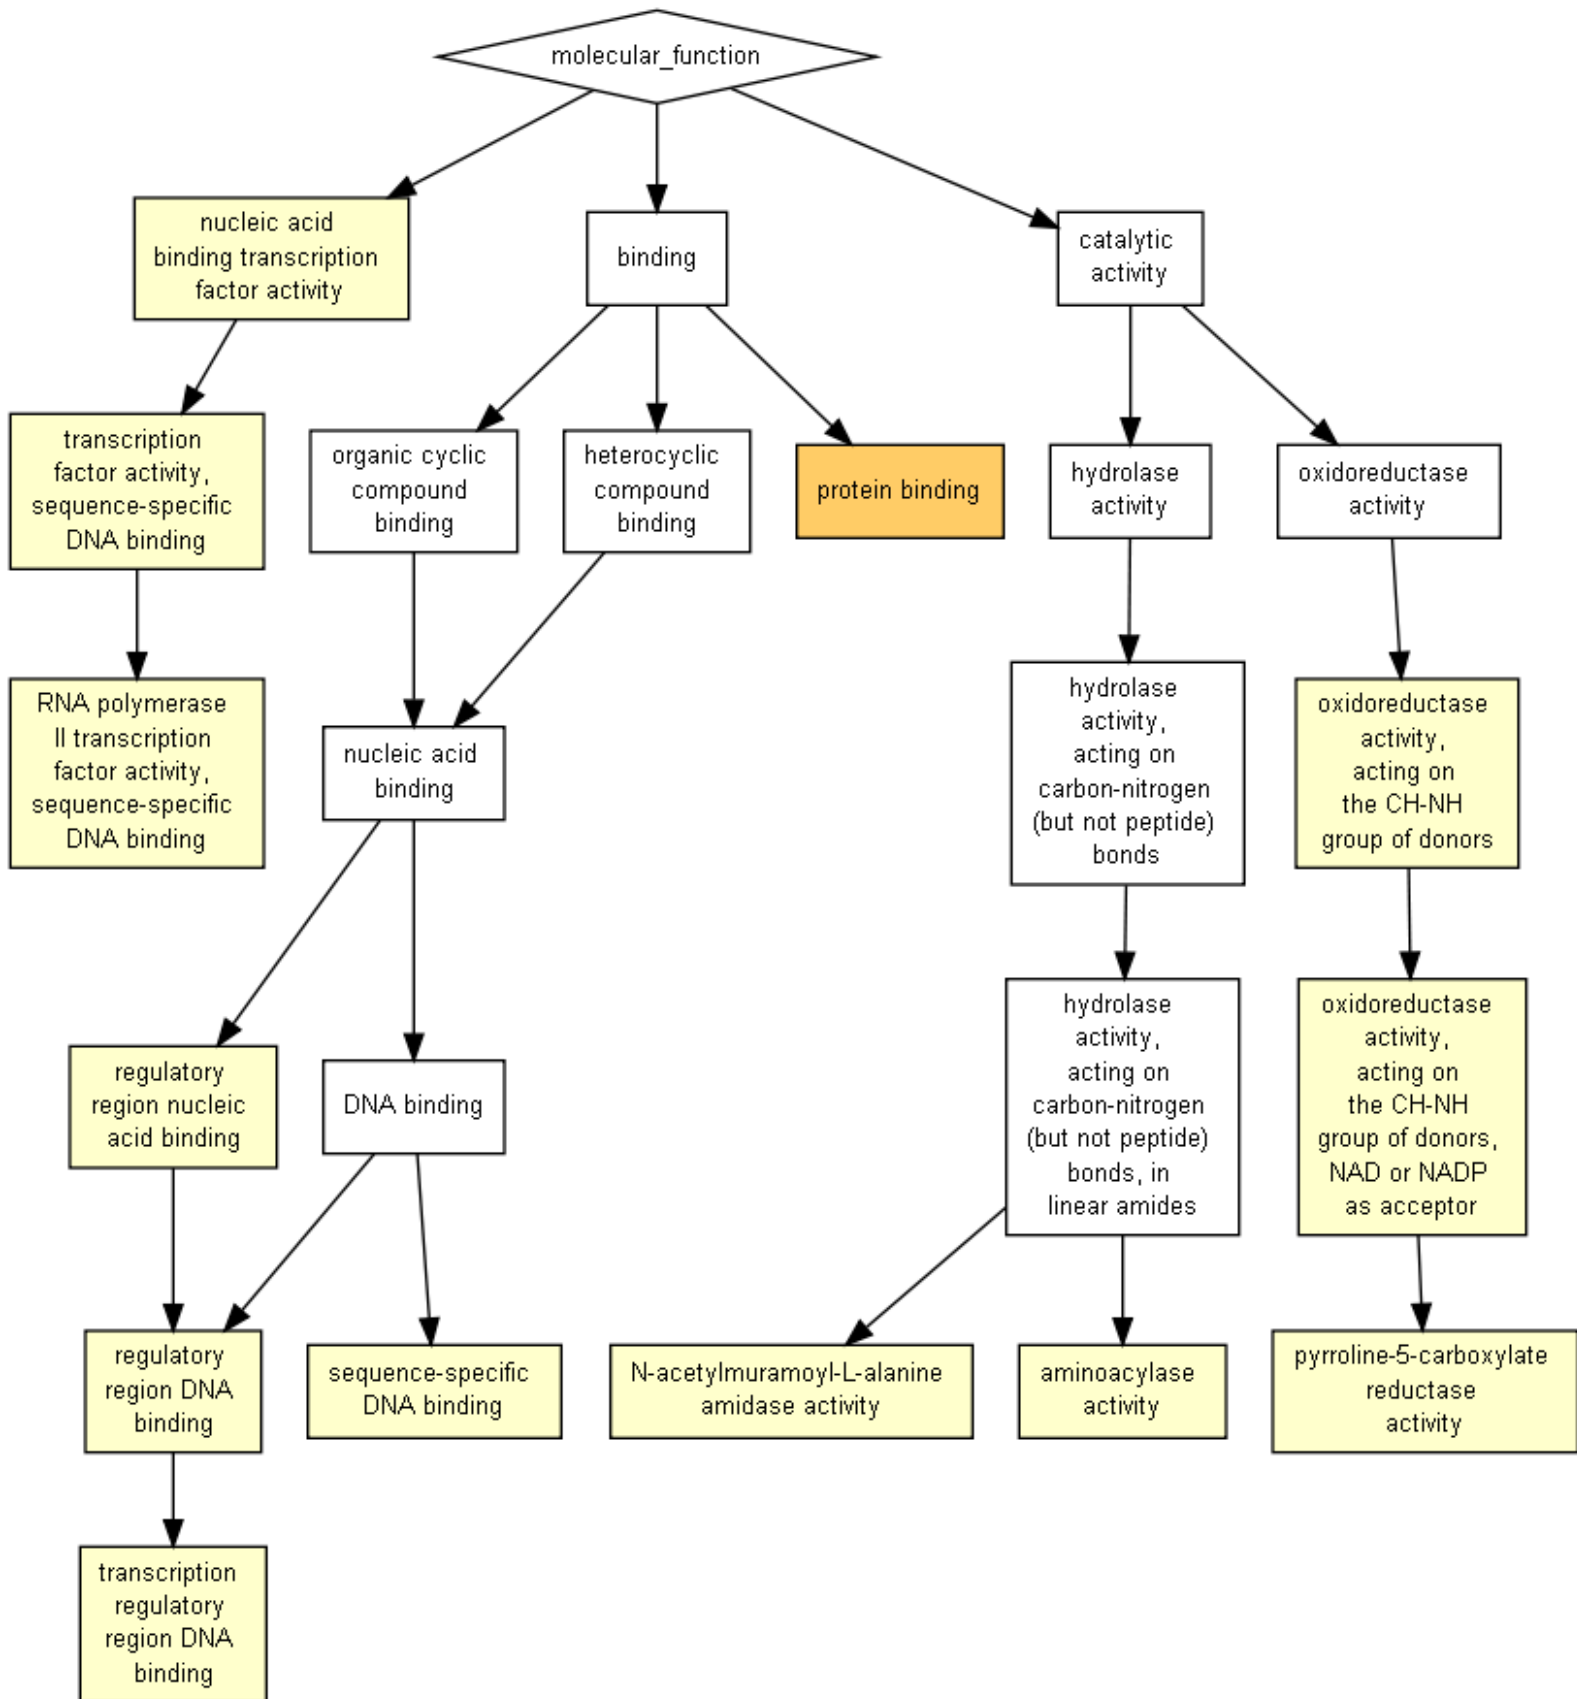 molecular_function
nucleic acid
binding transcription
factor activity
binding
catalytic
activity
transcription
factor activity,
sequence-specific
DNA binding
organic cyclic
compound
binding
heterocyclic
compound
binding
protein binding
hydrolase
activity
oxidoreductase
activity
RNA polymerase
II transcription
factor activity,
sequence-specific
DNA binding
nucleic acid
binding
hydrolase
activity,
acting on
carbon-nitrogen
(but not peptide)
bonds
oxidoreductase
activity,
acting on
the CH-NH
group of donors
regulatory
region nucleic
acid binding
DNA binding
hydrolase
activity,
acting on
carbon-nitrogen
(but not peptide)
bonds, in
linear amides
oxidoreductase
activity,
acting on
the CH-NH
group of donors,
NAD or NADP
as acceptor
regulatory
region DNA
binding
sequence-specific
DNA binding
N-acetylmuramoyl-L-alanine
amidase activity
aminoacylase
activity
pyrroline-5-carboxylate
reductase
activity
transcription
regulatory
region DNA
binding